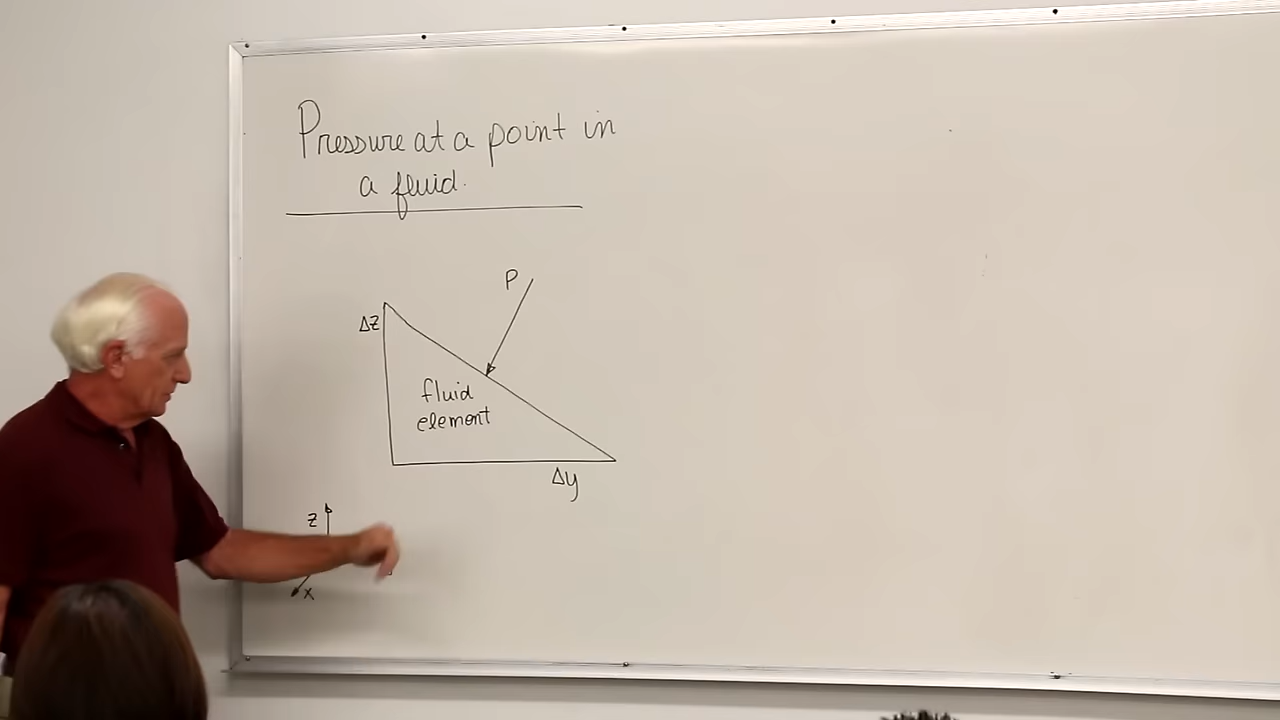 Pressure at a point in
a fluid.
P
Δz
fluid
element
Δy
z
x